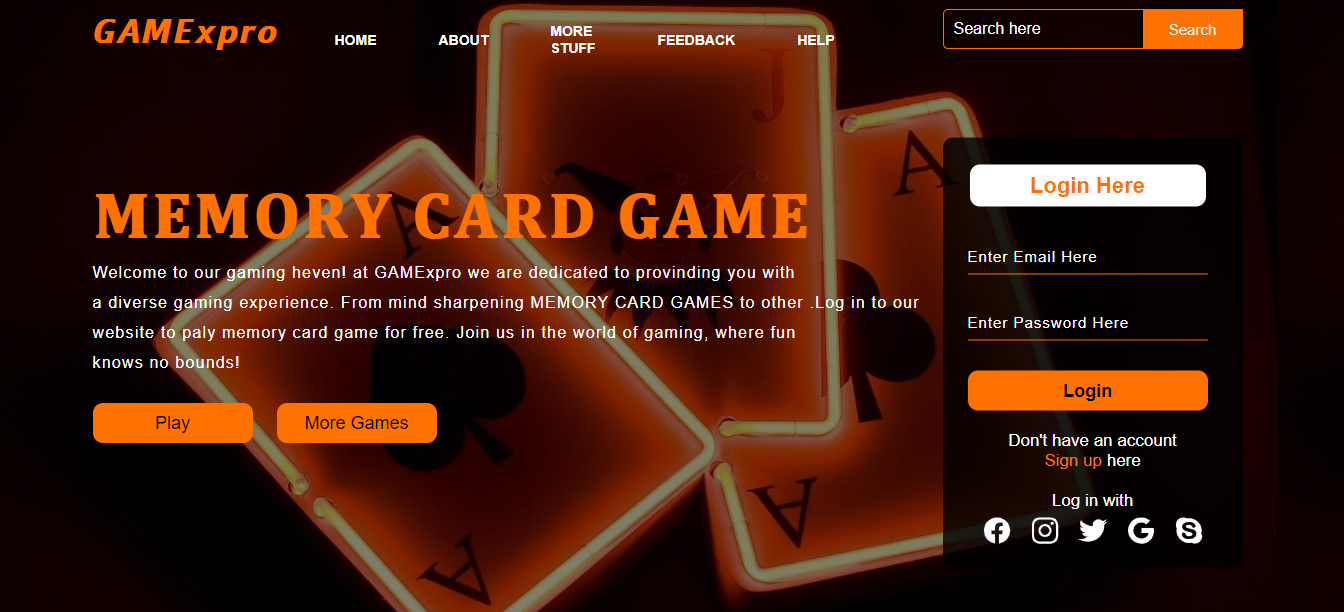 GAMExpro
HOME
ABOUT
MORE
STUFF
FEEDBACK
HELP
Search here
Search
MEMORY CARD GAME
Welcome to our gaming heven! at GAMExpro we are dedicated to provinding you with
a diverse gaming experience. From mind sharpening MEMORY CARD GAMES to other .Log in to our
website to paly memory card game for free. Join us in the world of gaming, where fun
knows no bounds!
Play
More Games
Login Here
Enter Email Here
Enter Password Here
Login
Don't have an account
Sign up here
Log in with
J
A
A
A
A